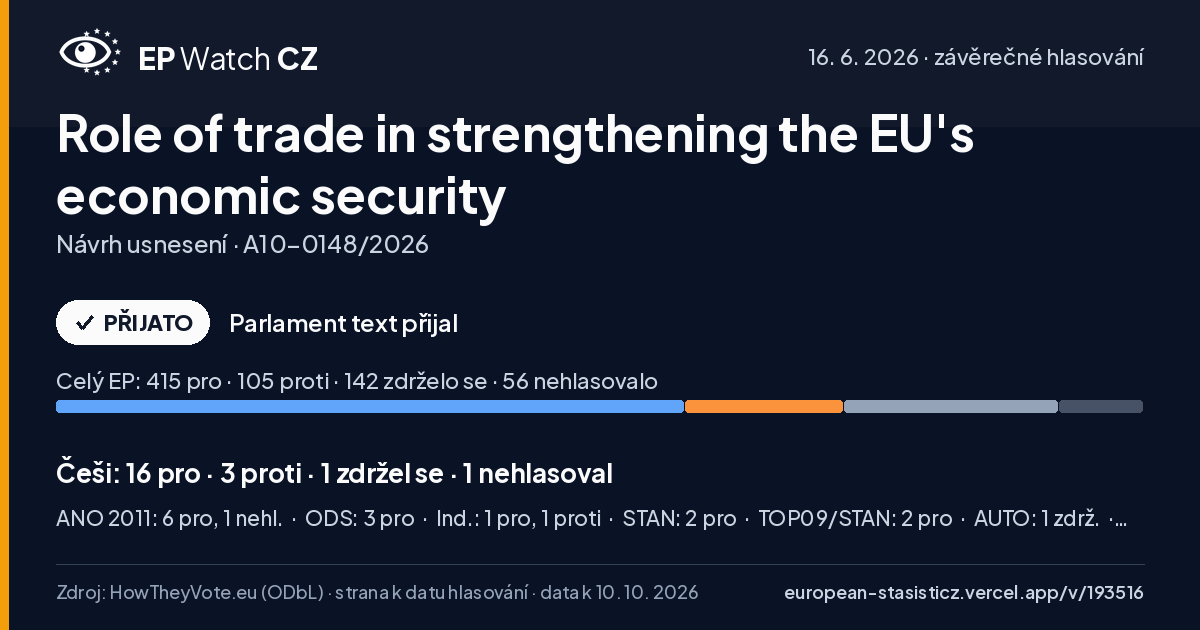 EP Watch CZ
16. 6. 2026 · závěrečné hlasování
Role of trade in strengthening the EU's
economic security
Návrh usnesení · A10–0148/2026
✓ PŘIJATO Parlament text přijal
Celý EP: 415 pro · 105 proti · 142 zdrželo se · 56 nehlasovalo
Češi: 16 pro · 3 proti · 1 zdržel se · 1 nehlasoval
ANO 2011: 6 pro, 1 nehl. · ODS: 3 pro · Ind.: 1 pro, 1 proti · STAN: 2 pro · TOP09/STAN: 2 pro · AUTO: 1 zdrž. ·…
Zdroj: HowTheyVote.eu (ODbL) · strana k datu hlasování · data k 10. 10. 2026
european-stasisticz.vercel.app/v/193516